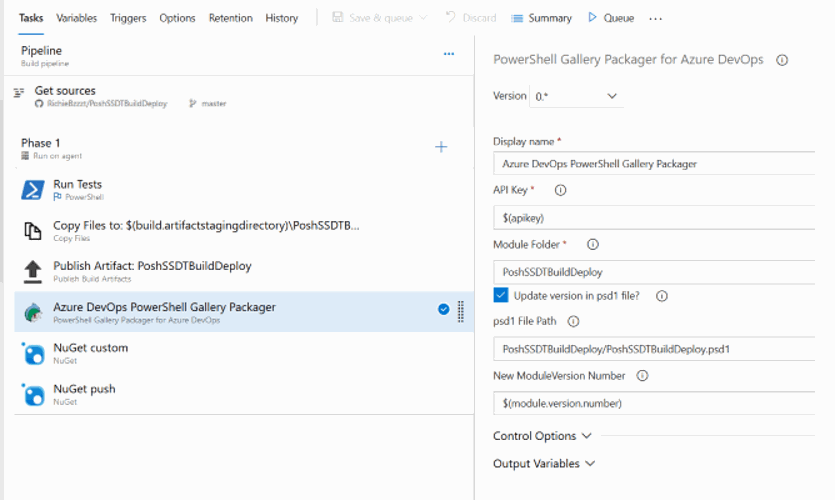 Tasks Variables Triggers Options Retention History Save & queue Discard Summary Queue ...
Pipeline
Build pipeline
Get sources
RichieBzzzt/PoshSSDTBuildDeploy master
Phase 1
Run on agent
Run Tests
PowerShell
Copy Files to: $(build.artifactstagingdirectory)\PoshSSDTB...
Copy Files
Publish Artifact: PoshSSDTBuildDeploy
Publish Build Artifacts
Azure DevOps PowerShell Gallery Packager
PowerShell Gallery Packager for Azure DevOps
NuGet custom
NuGet
NuGet push
NuGet
PowerShell Gallery Packager for Azure DevOps
Version 0.*
Display name *
Azure DevOps PowerShell Gallery Packager
API Key *
$(apikey)
Module Folder *
PoshSSDTBuildDeploy
Update version in psd1 file?
psd1 File Path
PoshSSDTBuildDeploy/PoshSSDTBuildDeploy.psd1
New ModuleVersion Number
$(module.version.number)
Control Options
Output Variables